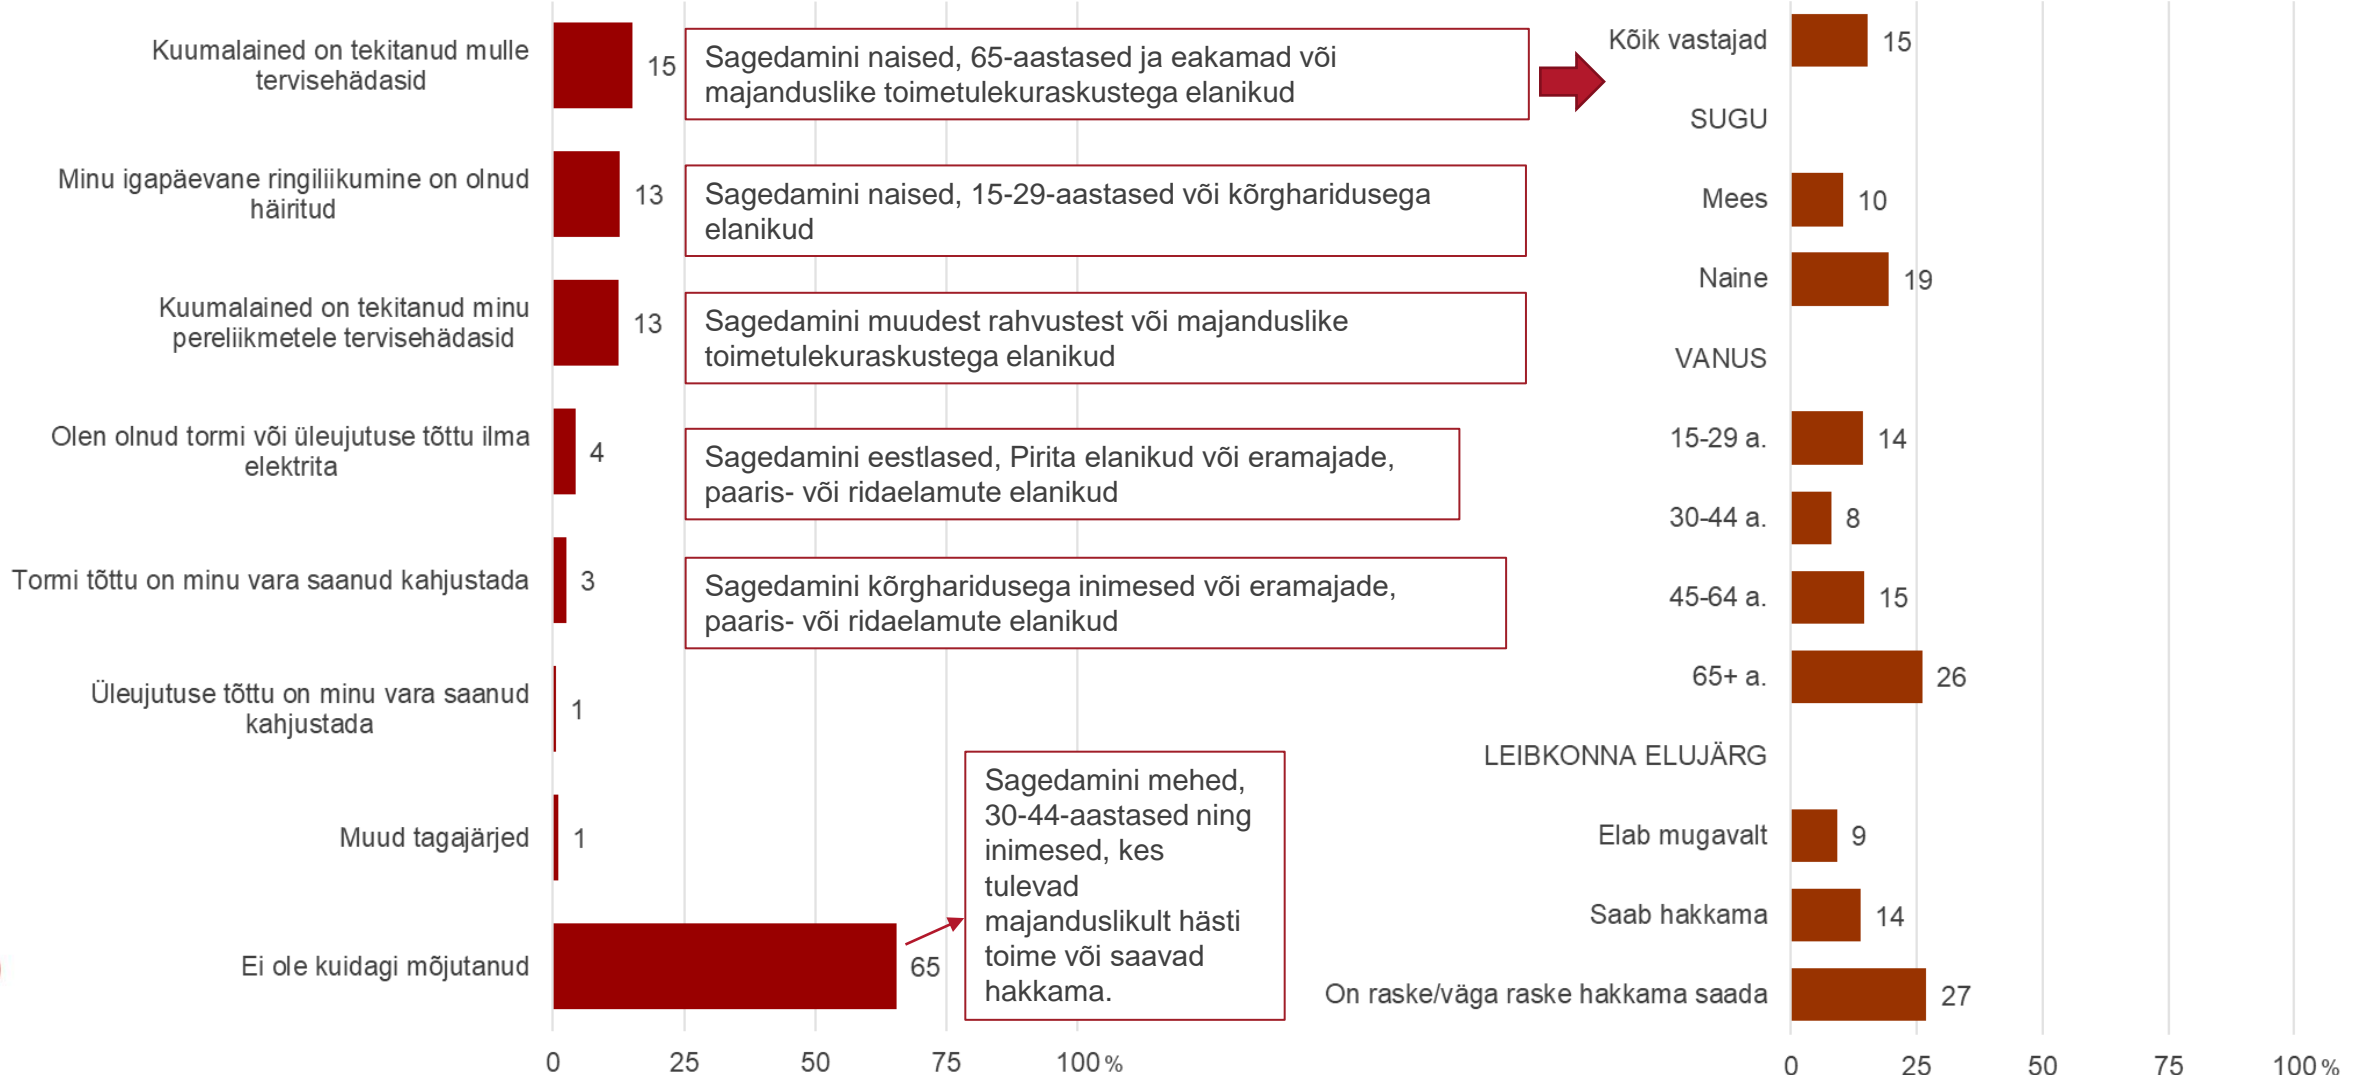 Kuumalained on tekitanud mulle
tervisehädasid
15
Sagedamini naised, 65-aastased ja eakamad või
majanduslike toimetulekuraskustega elanikud
Minu igapäevane ringiliikumine on olnud
häiritud
13
Sagedamini naised, 15-29-aastased või kõrgharidusega
elanikud
Kuumalained on tekitanud minu
pereliikmetele tervisehädasid
13
Sagedamini muudest rahvustest või majanduslike
toimetulekuraskustega elanikud
Olen olnud tormi või üleujutuse tõttu ilma
elektrita
4
Sagedamini eestlased, Pirita elanikud või eramajade,
paaris- või ridaelamute elanikud
Tormi tõttu on minu vara saanud kahjustada
3
Sagedamini kõrgharidusega inimesed või eramajade,
paaris- või ridaelamute elanikud
Üleujutuse tõttu on minu vara saanud
kahjustada
1
Muud tagajärjed
1
Ei ole kuidagi mõjutanud
65
Sagedamini mehed,
30-44-aastased ning
inimesed, kes
tulevad
majanduslikult hästi
toime või saavad
hakkama.
0 25 50 75 100 %
Kõik vastajad 15
SUGU
Mees 10
Naine 19
VANUS
15-29 a. 14
30-44 a. 8
45-64 a. 15
65+ a. 26
LEIBKONNA ELUJÄRG
Elab mugavalt 9
Saab hakkama 14
On raske/väga raske hakkama saada 27
0 25 50 75 100 %